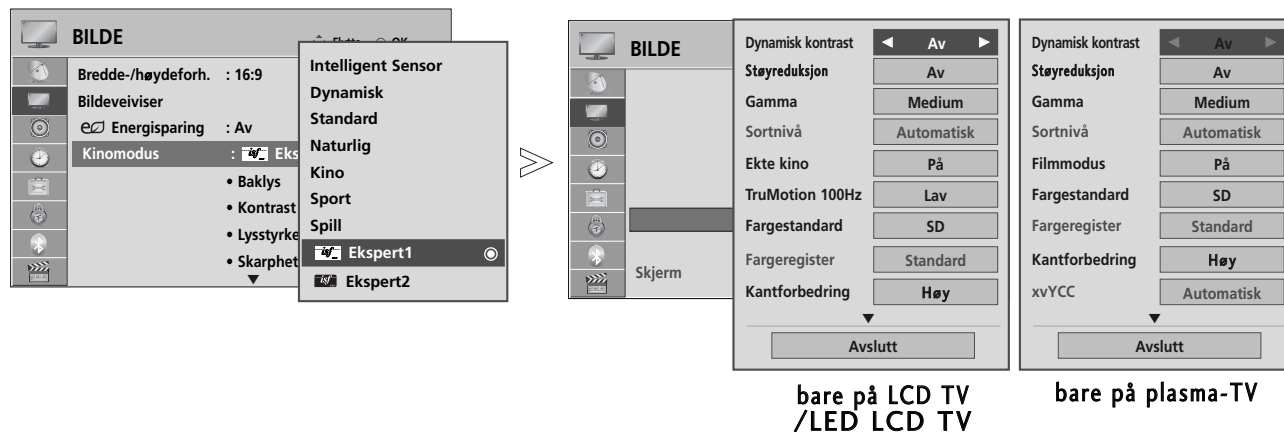 BILDE
Bredde-/høydeforh. : 16:9
Bildeveiviser
Energisparing : Av
Kinomodus : Eks
• Baklys
• Kontrast
• Lysstyrke
• Skarphet
Intelligent Sensor
Dynamisk
Standard
Naturlig
Kino
Sport
Spill
isf Ekspert1
isf Ekspert2
BILDE
Skjerm
Dynamisk kontrast Av
Støyreduksjon Av
Gamma Medium
Sortnivå Automatisk
Ekte kino På
TruMotion 100Hz Lav
Fargestandard SD
Fargeregister Standard
Kantforbedring Høy
Avslutt
bare på LCD TV
/LED LCD TV
Dynamisk kontrast Av
Støyreduksjon Av
Gamma Medium
Sortnivå Automatisk
Filmmodus På
Fargestandard SD
Fargeregister Standard
Kantforbedring Høy
xvYCC Automatisk
Avslutt
bare på plasma-TV